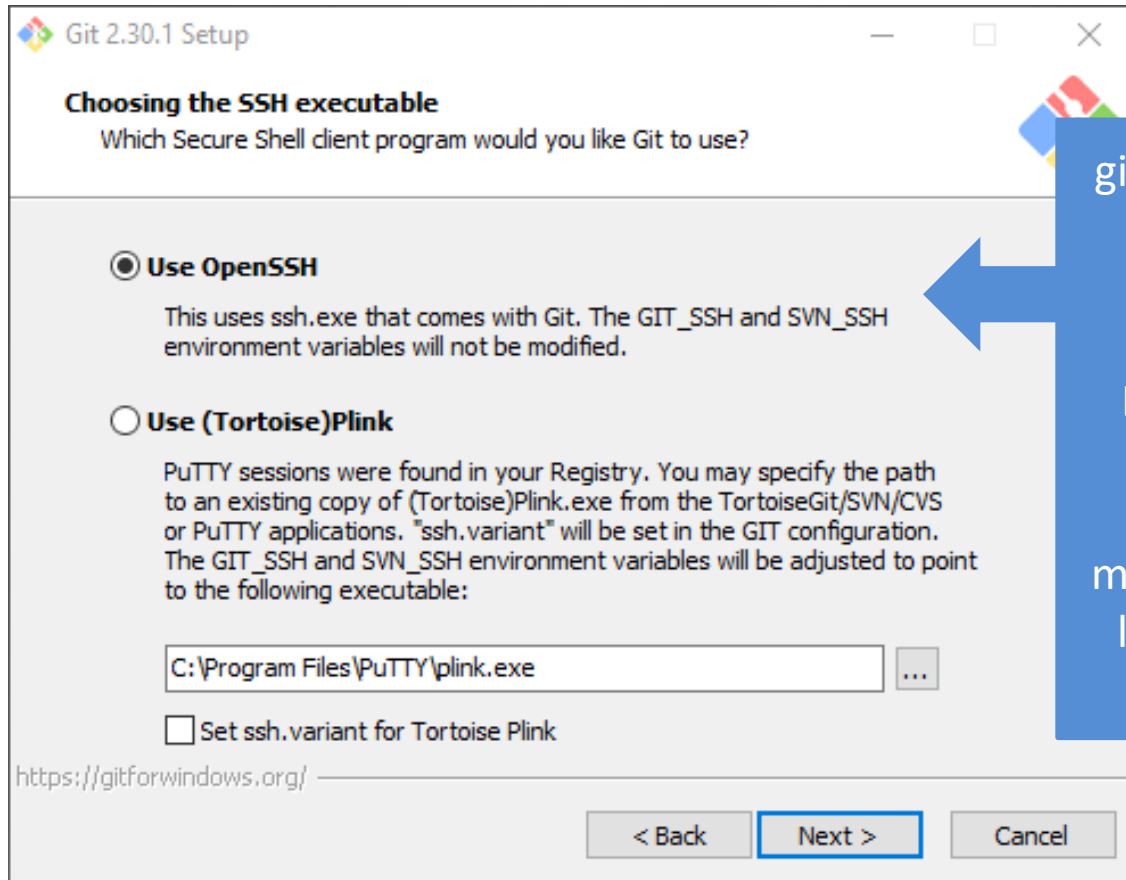 Git 2.30.1 Setup
Choosing the SSH executable
Which Secure Shell client program would you like Git to use?
gi
Use OpenSSH
This uses ssh.exe that comes with Git. The GIT_SSH and SVN_SSH
environment variables will not be modified.
Use (Tortoise)Plink
PuTTY sessions were found in your Registry. You may specify the path
to an existing copy of (Tortoise)Plink.exe from the TortoiseGit/SVN/CVS
or PuTTY applications. "ssh.variant" will be set in the GIT configuration.
The GIT_SSH and SVN_SSH environment variables will be adjusted to point
to the following executable:
m
C:\Program Files\PuTTY\plink.exe
...
Set ssh.variant for Tortoise Plink
https://gitforwindows.org/
< Back
Next >
Cancel